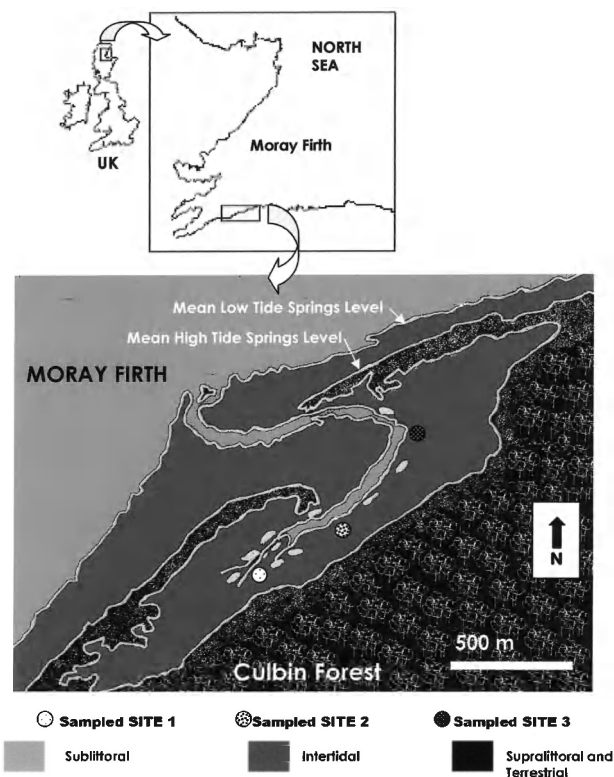 NORTH
SEA
Moray Firth
UK
Mean Low Tide Springs Level
Mean High Tide Springs Level
MORAY FIRTH
N
500 m
Culbin Forest
Sampled SITE 1
Sampled SITE 2
Sampled SITE 3
Sublittoral
Intertidal
Supralittoral and
Terrestrial